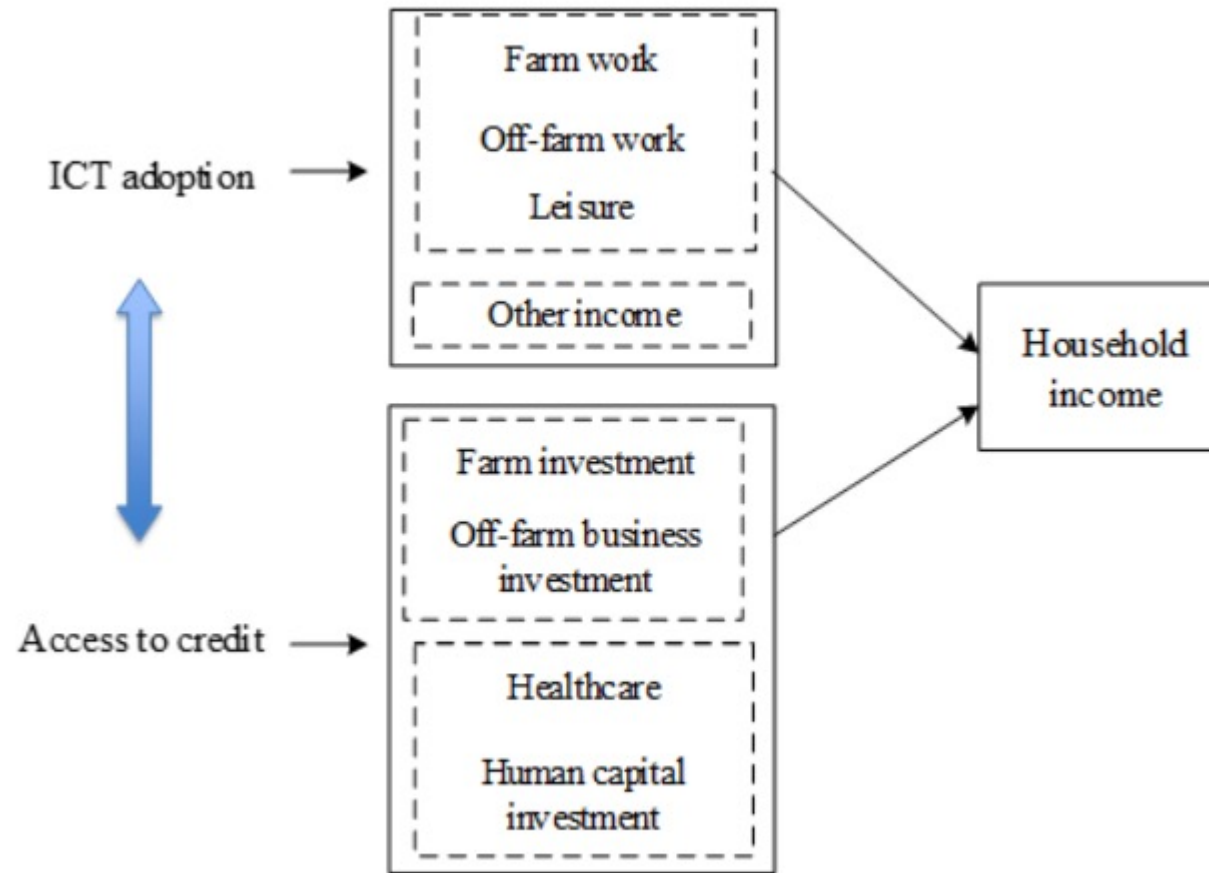 Farm work
Off-farm work
Leisure
Other income
ICT adoption
Household
income
Farm investment
Off-farm business
investment
Access to credit
Healthcare
Human capital
investment